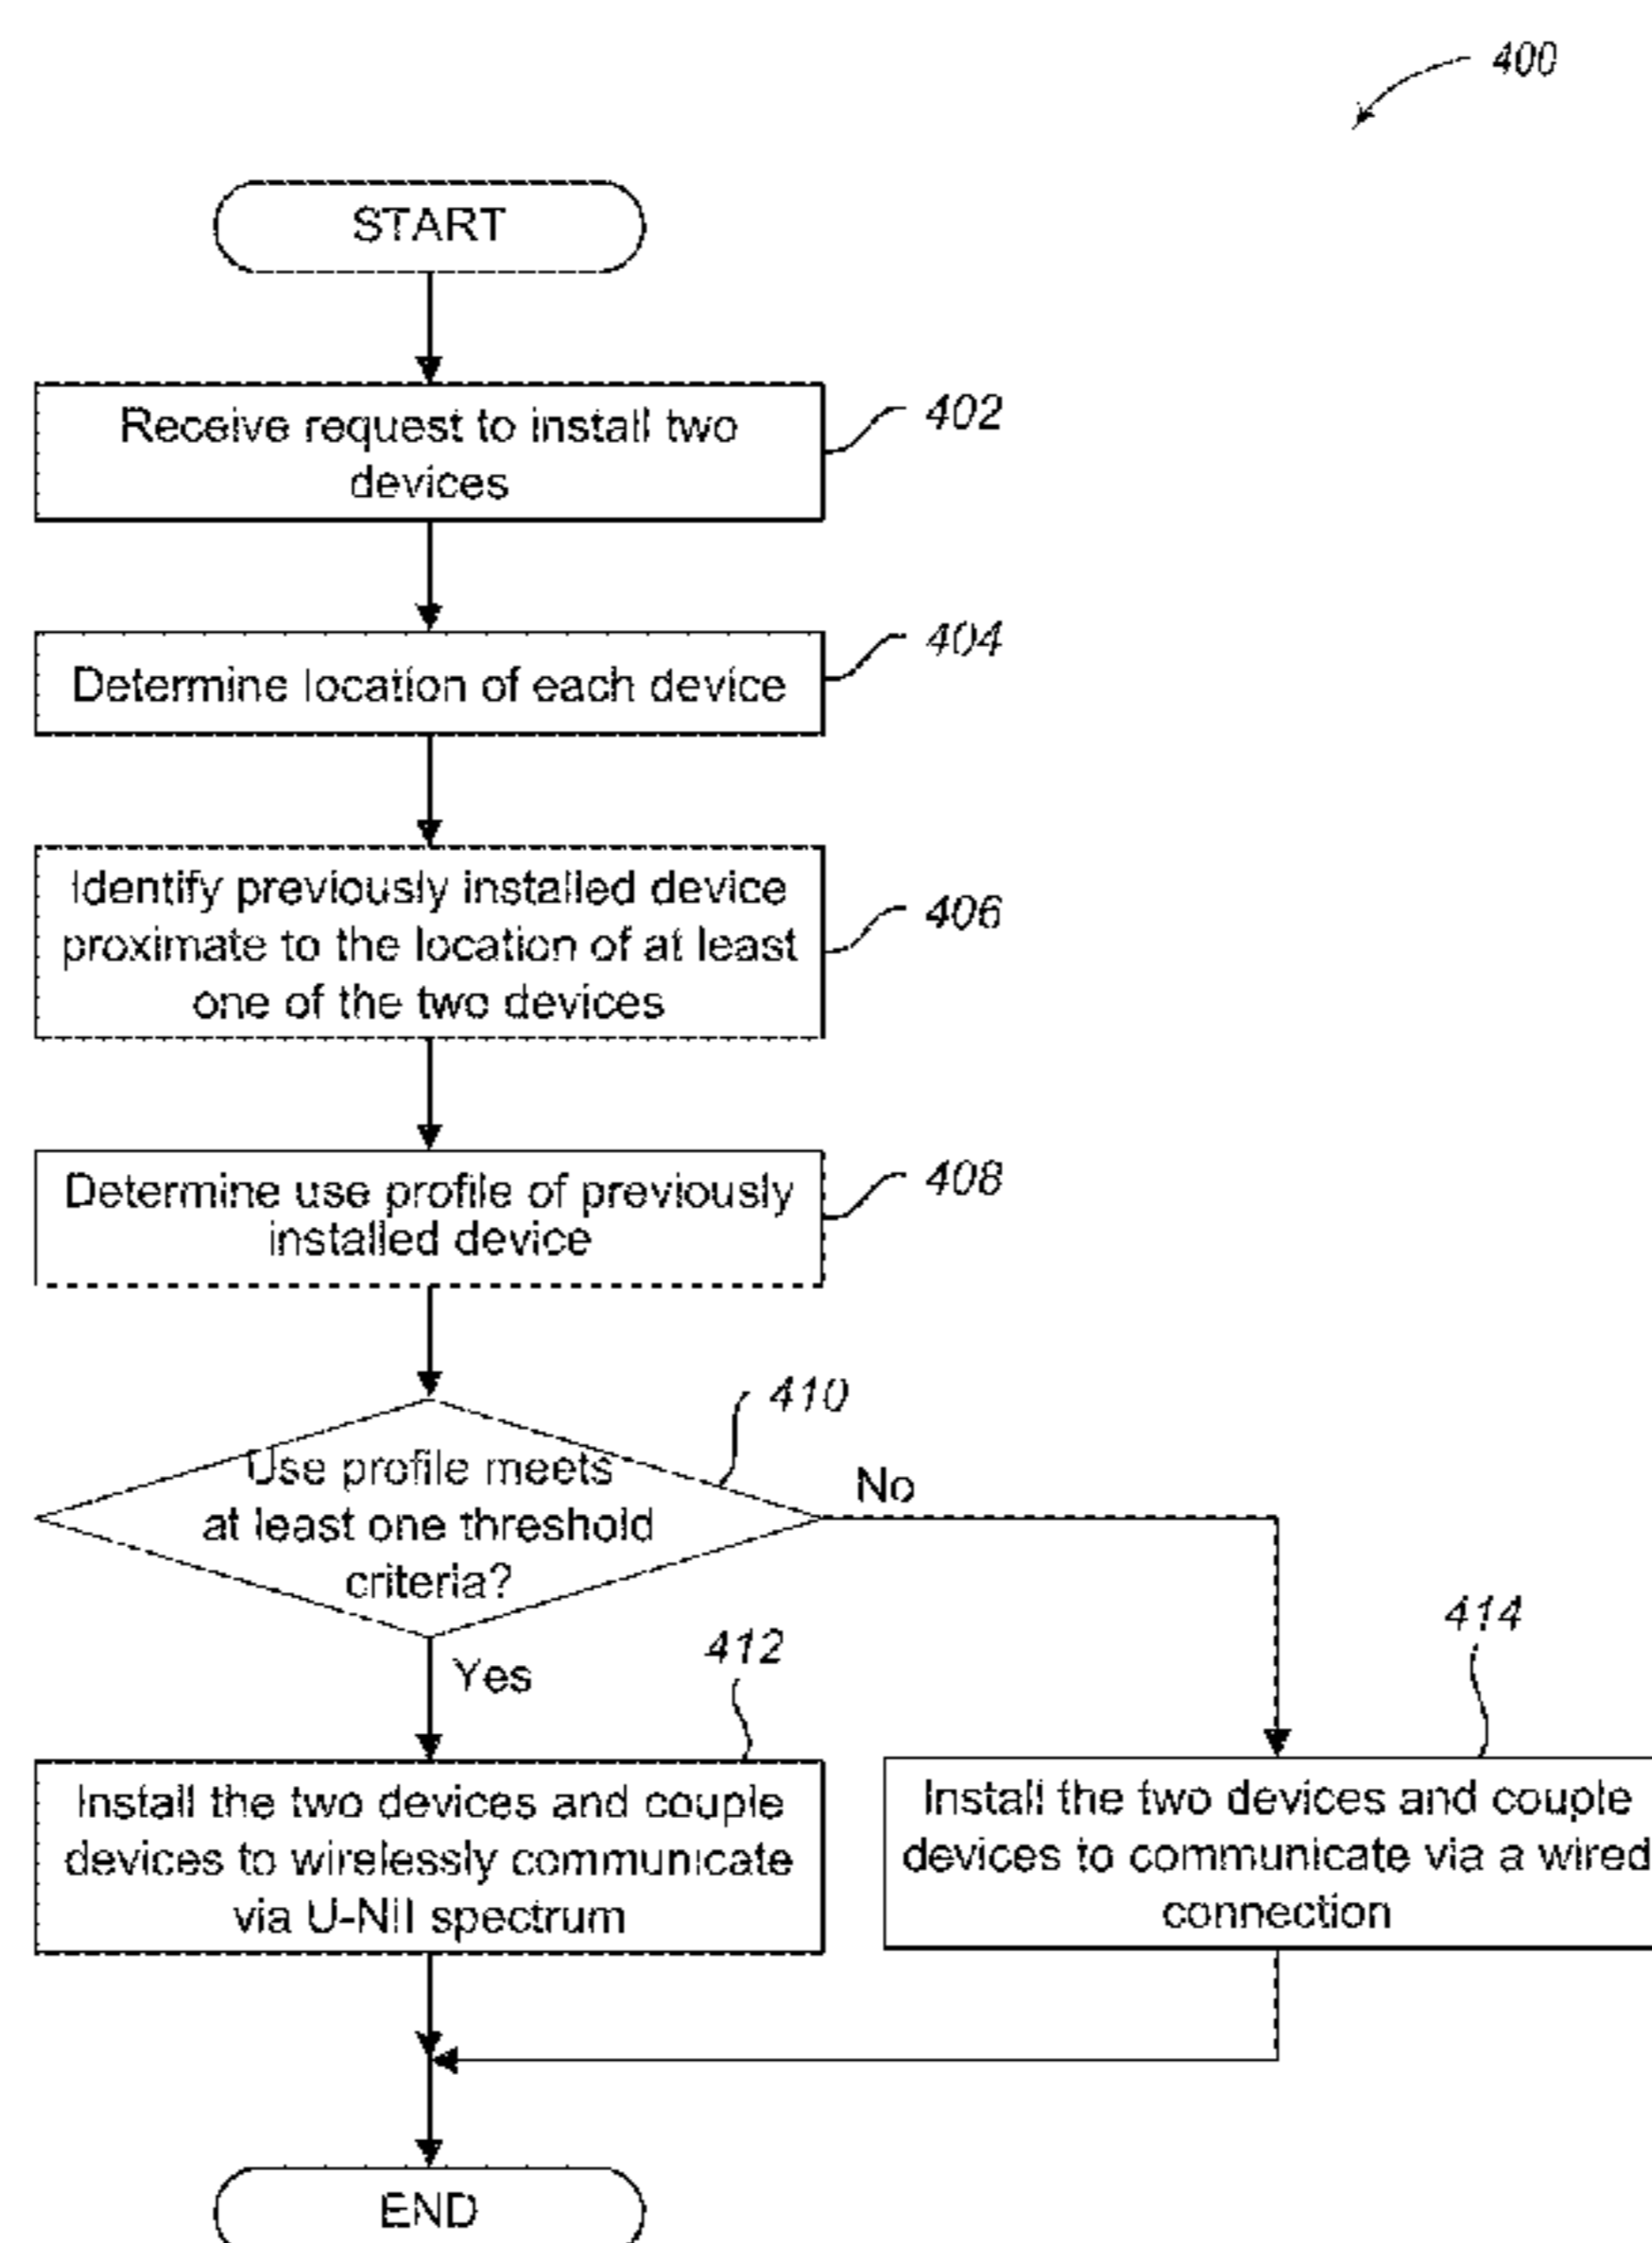 400
START
Receive request to install two
devices
402
Determine location of each device
404
Identify previously installed device
proximate to the location of at least
one of the two devices
406
Determine use profile of previously
installed device
408
Use profile meets
at least one threshold
criteria?
410
No
Yes
412
Install the two devices and couple
devices to wirelessly communicate
via U-NII spectrum
414
Install the two devices and couple
devices to communicate via a wired
connection
END